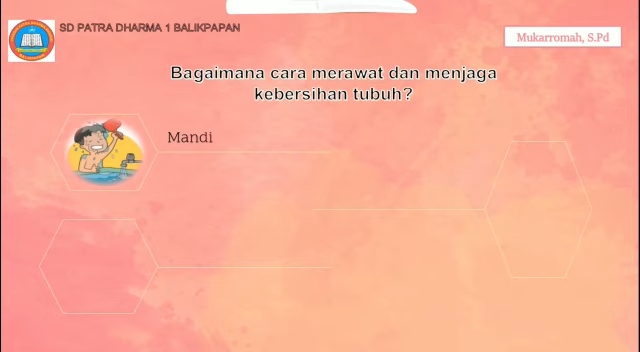 SD PATRA DHARMA 1 BALIKPAPAN
Mukarromah, S.Pd
Bagaimana cara merawat dan menjaga
kebersihan tubuh?
Mandi